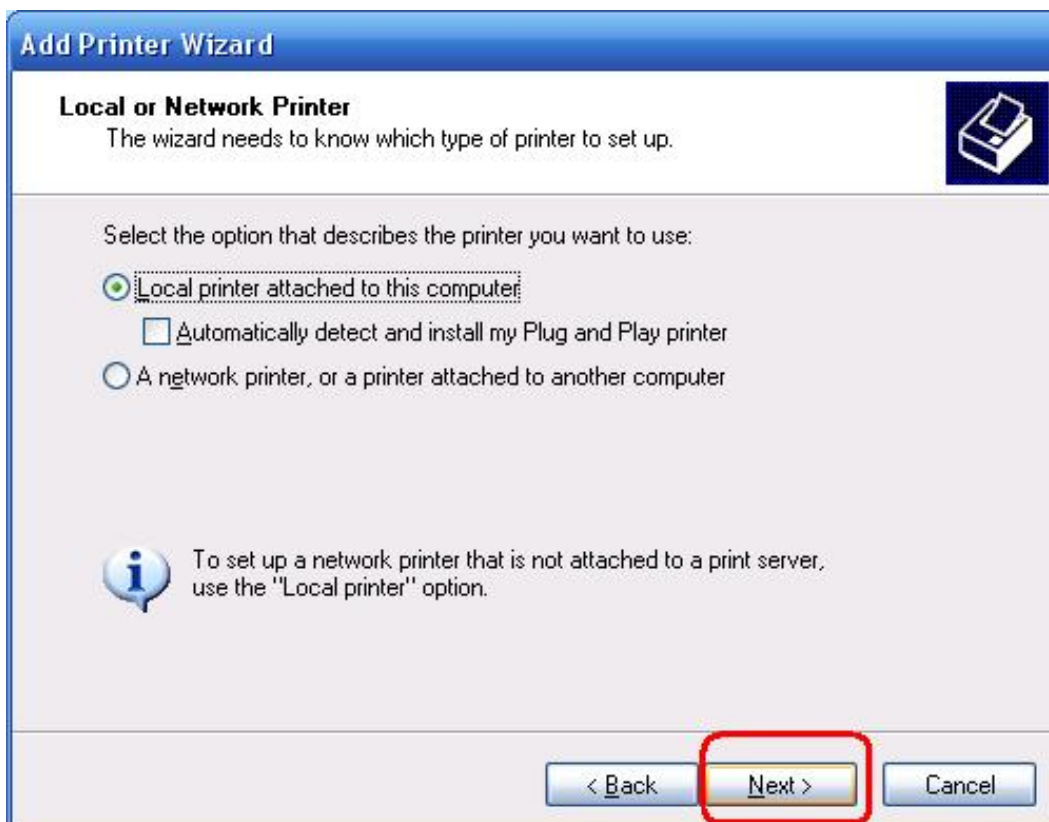 Add Printer Wizard
Local or Network Printer
The wizard needs to know which type of printer to set up.
Select the option that describes the printer you want to use:
Local printer attached to this computer
Automatically detect and install my Plug and Play printer
A network printer, or a printer attached to another computer
To set up a network printer that is not attached to a print server,
use the "Local printer" option.
< Back Next > Cancel